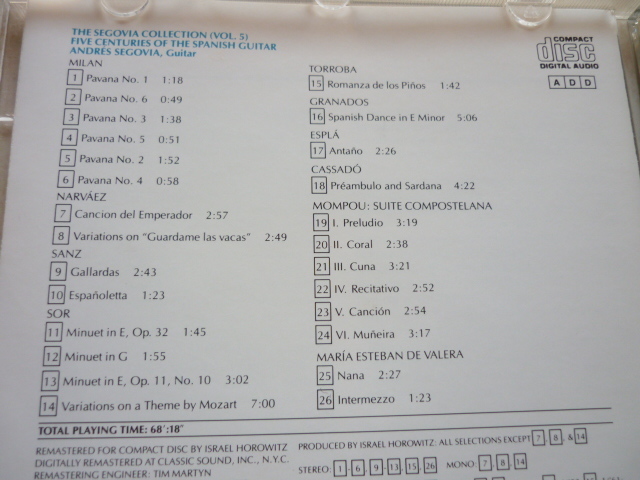 THE SEGOVIA COLLECTION (VOL. 5)
FIVE CENTURIES OF THE SPANISH GUITAR
ANDRÉS SEGOVIA, Guitar
MILAN
1 Pavana No. 1 1:18
2 Pavana No. 6 0:49
3 Pavana No. 3 1:38
4 Pavana No. 5 0:51
5 Pavana No. 2 1:52
6 Pavana No. 4 0:58
NARVÁEZ
7 Cancion del Emperador 2:57
8 Variations on "Guardame las vacas" 2:49
SANZ
9 Gallardas 2:43
10 Españoletta 1:23
SOR
11 Minuet in E, Op. 32 1:45
12 Minuet in G 1:55
13 Minuet in E, Op. 11, No. 10 3:02
14 Variations on a Theme by Mozart 7:00
COMPACT
disc
DIGITAL AUDIO
A D D
TORROBA
15 Romanza de los Piños 1:42
GRANADOS
16 Spanish Dance in E Minor 5:06
ESPLÁ
17 Antaño 2:26
CASSADÓ
18 Préambulo and Sardana 4:22
MOMPOU: SUITE COMPOSTELANA
19 I. Preludio 3:19
20 II. Coral 2:38
21 III. Cuna 3:21
22 IV. Recitativo 2:52
23 V. Canción 2:54
24 VI. Muñeira 3:17
MARÍA ESTEBAN DE VALERA
25 Nana 2:27
26 Intermezzo 1:23
TOTAL PLAYING TIME: 68':18"
REMASTERED FOR COMPACT DISC BY ISRAEL HOROWITZ
DIGITALLY REMASTERED AT CLASSIC SOUND, INC., N.Y.C.
REMASTERING ENGINEER: TIM MARTYN
PRODUCED BY ISRAEL HOROWITZ: ALL SELECTIONS EXCEPT 7, 8, & 14
STEREO: 1-6, 9-13, 15-26 MONO: 7, 8, 14